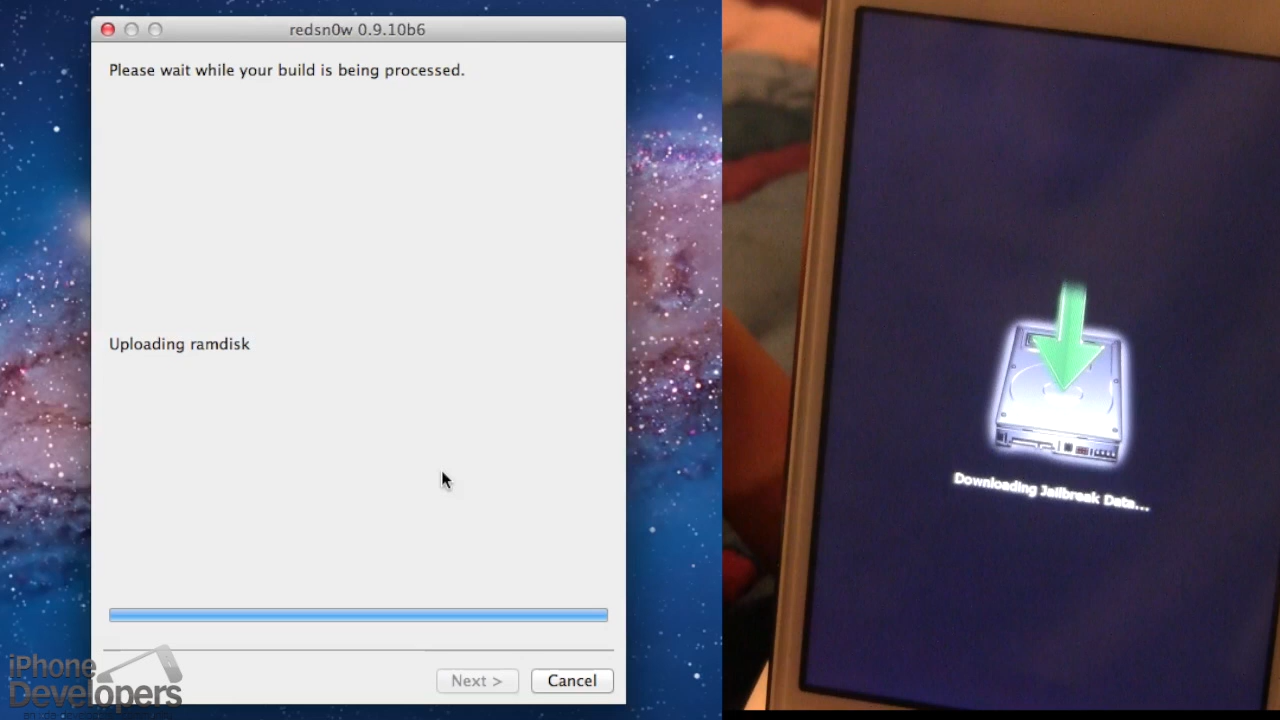 redsn0w 0.9.10b6
Please wait while your build is being processed.
Uploading ramdisk
Next >
Cancel
Downloading Jailbreak Data...
iPhone
Developers